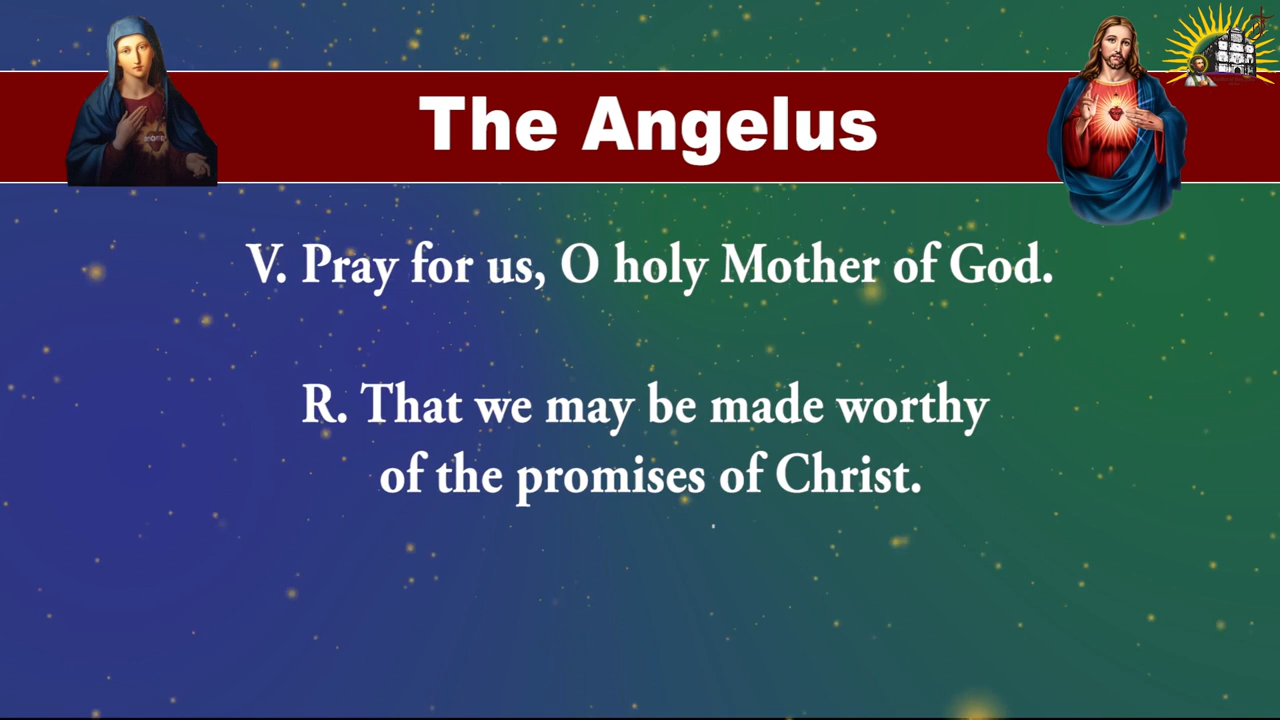 The Angelus
V. Pray for us, O holy Mother of God.
R. That we may be made worthy
of the promises of Christ.